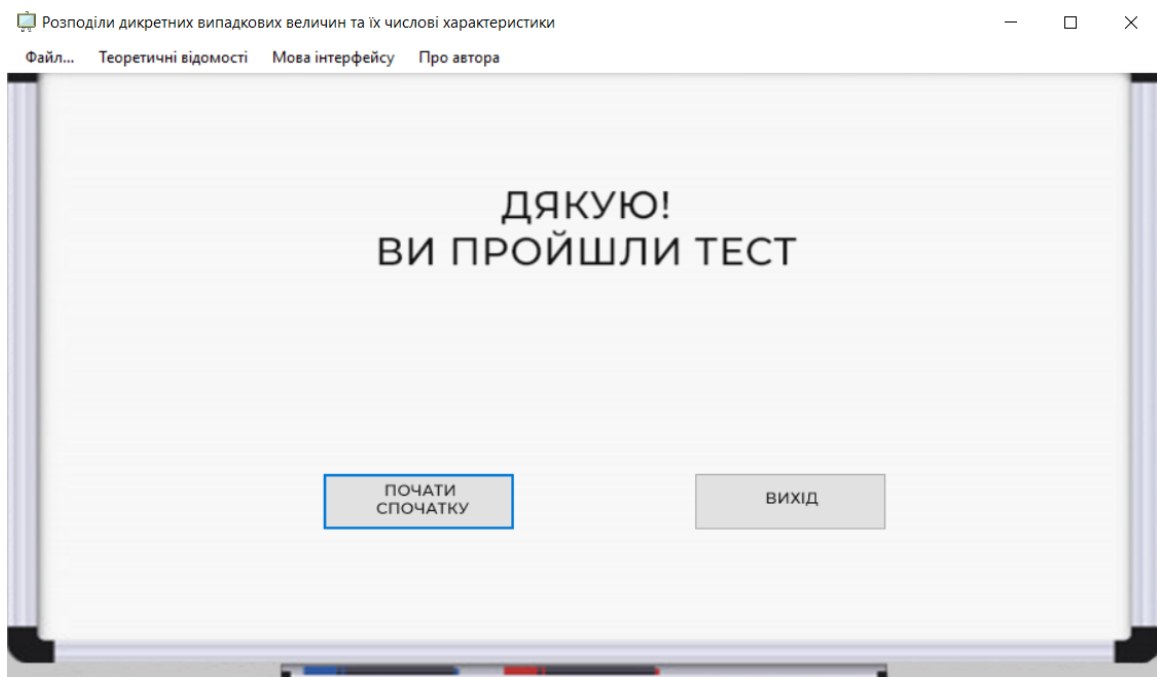 Розподіли дикретних випадкових величин та їх числові характеристики
Файл... Теоретичні відомості Мова інтерфейсу Про автора
ДЯКУЮ!
ВИ ПРОЙШЛИ ТЕСТ
ПОЧАТИ
СПОЧАТКУ
ВИХІД